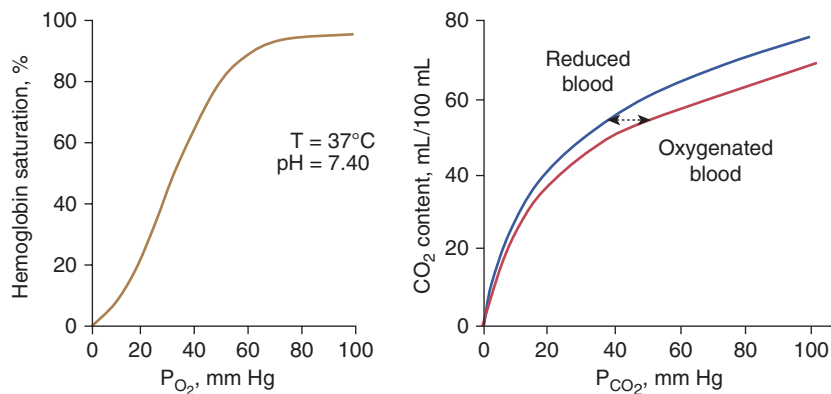 Hemoglobin saturation, %
100
80
60
40
20
0
T = 37°C
pH = 7.40
0 20 40 60 80 100
P_O₂, mm Hg
CO₂ content, mL/100 mL
80
60
40
20
0
Reduced
blood
Oxygenated
blood
0 20 40 60 80 100
P_CO₂, mm Hg